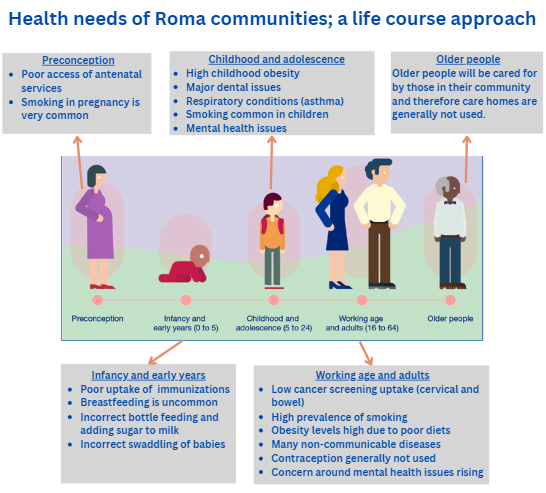 Health needs of Roma communities; a life course approach
Preconception
• Poor access of antenatal
services
• Smoking in pregnancy is
very common
Childhood and adolescence
• High childhood obesity
• Major dental issues
• Respiratory conditions (asthma)
• Smoking common in children
• Mental health issues
Older people
Older people will be cared for
by those in their community
and therefore care homes are
generally not used.
Preconception
Infancy and
early years (0 to 5)
Childhood and
adolescence (5 to 24)
Working age
and adults (16 to 64)
Older people
Infancy and early years
• Poor uptake of immunizations
• Breastfeeding is uncommon
• Incorrect bottle feeding and
adding sugar to milk
• Incorrect swaddling of babies
Working age and adults
• Low cancer screening uptake (cervical and
bowel)
• High prevalence of smoking
• Obesity levels high due to poor diets
• Many non-communicable diseases
• Contraception generally not used
• Concern around mental health issues rising